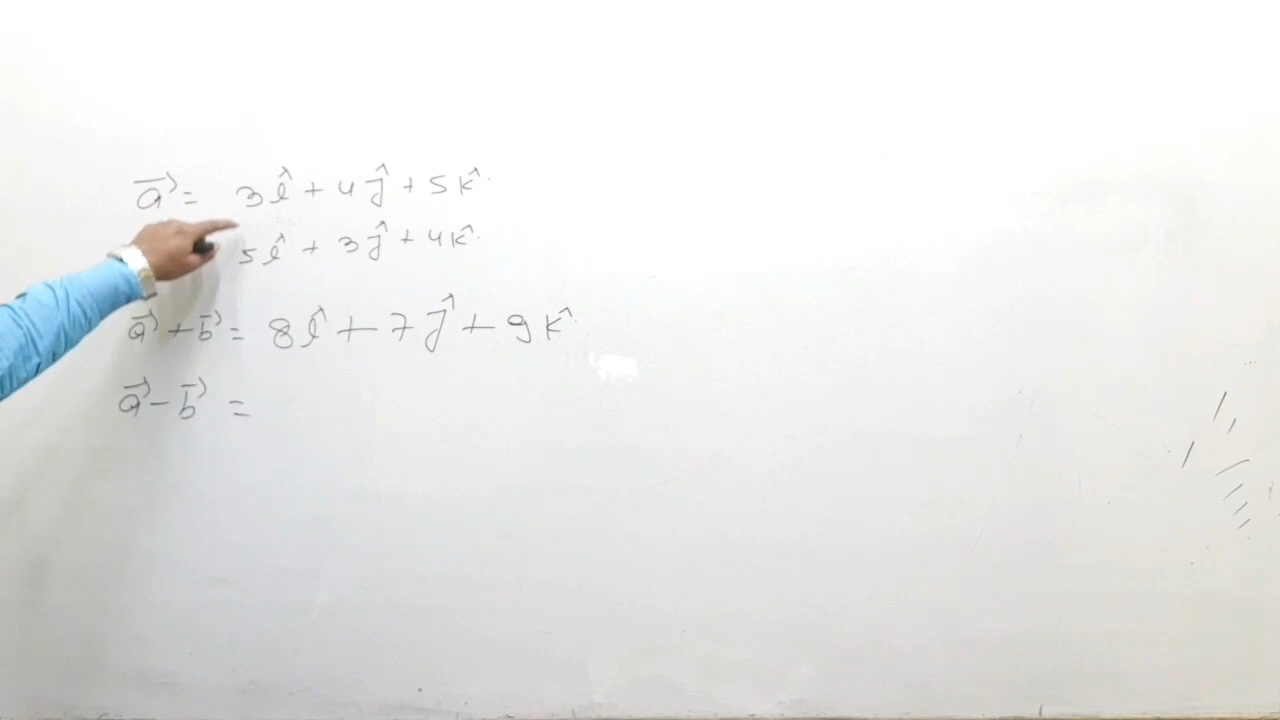 a⃗ = 3î + 4ĵ + 5k̂
5î + 3ĵ + 4k̂
a⃗ + b⃗ = 8î + 7ĵ + 9k̂
a⃗ - b⃗ =